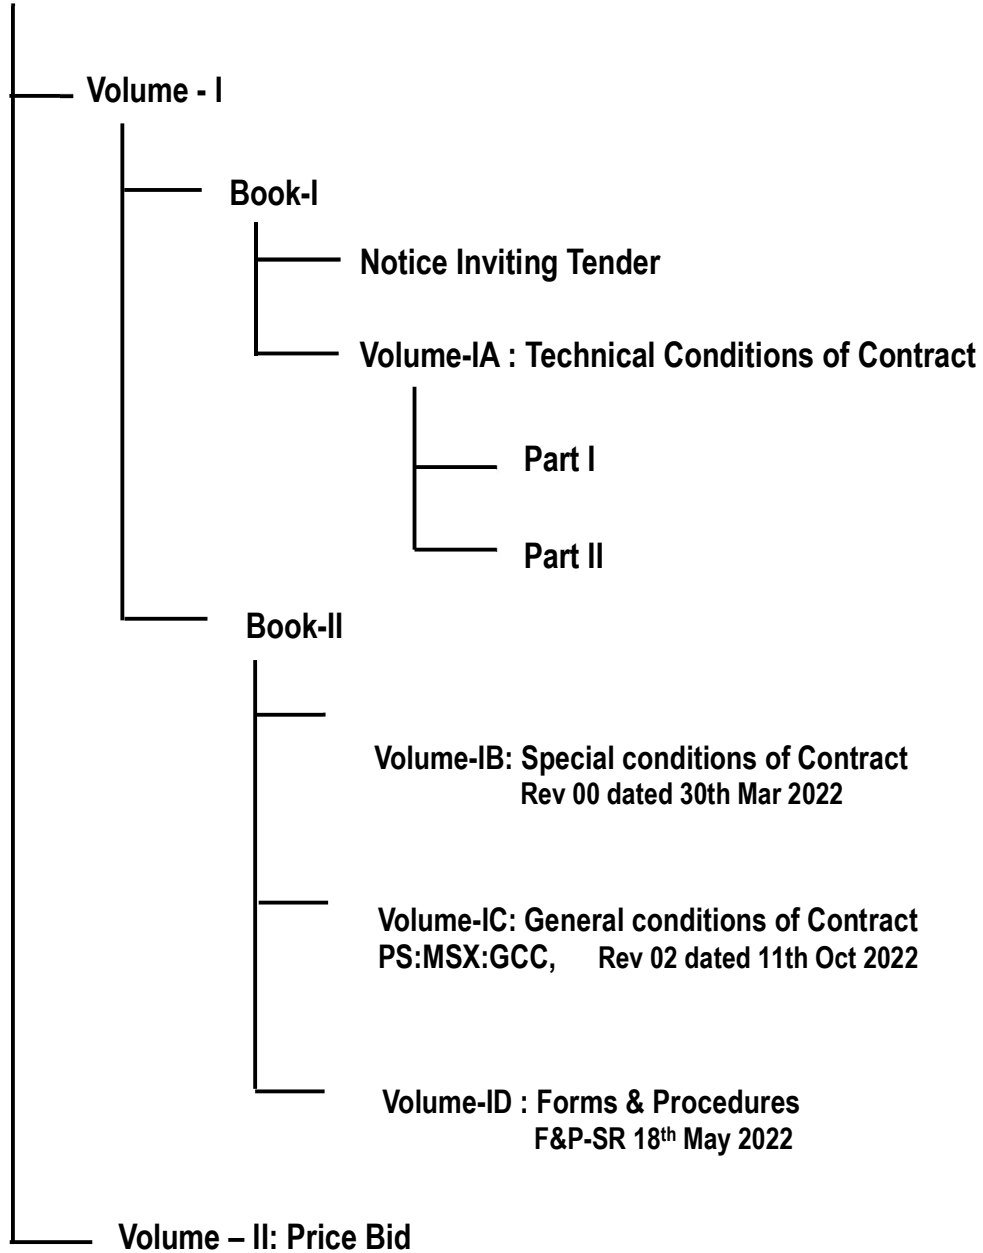 Volume - I
Book-I
Notice Inviting Tender
Volume-IA : Technical Conditions of Contract
Part I
Part II
Book-II
Volume-IB: Special conditions of Contract
Rev 00 dated 30th Mar 2022
Volume-IC: General conditions of Contract
PS:MSX:GCC, Rev 02 dated 11th Oct 2022
Volume-ID : Forms & Procedures
F&P-SR 18th May 2022
Volume – II: Price Bid